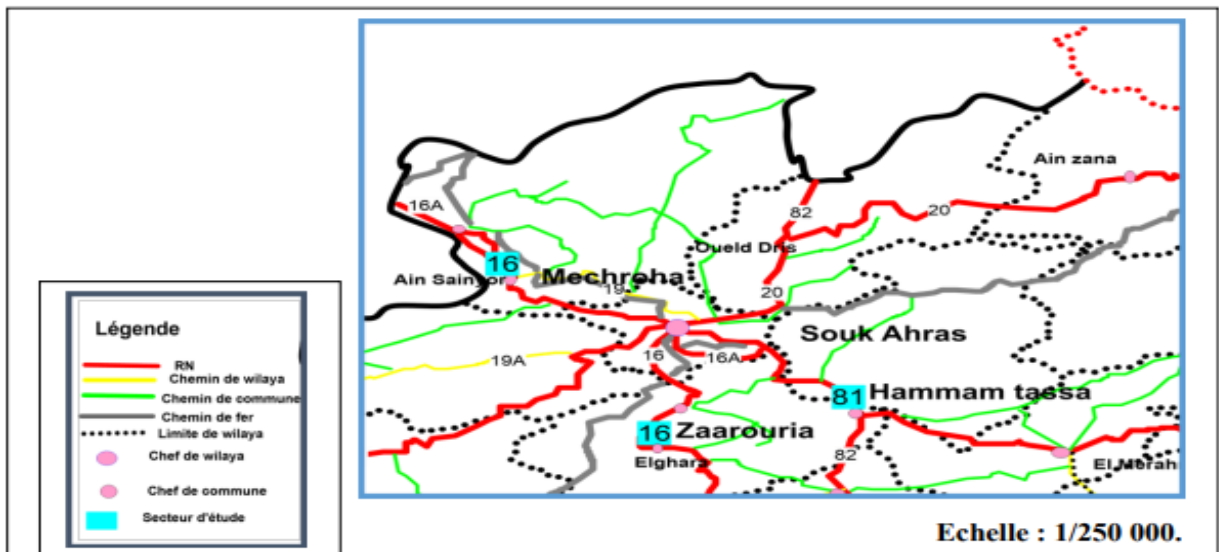 Ain zana
16A
82
20
Oueld Dris
16
Mechroha
Ain Sainyor
19
20
Souk Ahras
16
16A
19A
81
Hammam tassa
16
Zaarouria
Elghara
82
El Merah
Légende
RN
Chemin de wilaya
Chemin de commune
Chemin de fer
Limite de wilaya
Chef de wilaya
Chef de commune
Secteur d'étude
Echelle : 1/250 000.